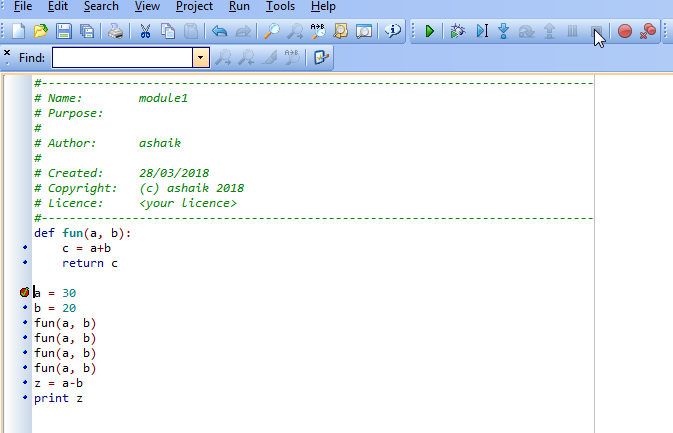 File Edit Search View Project Run Tools Help
Find:
#-------------------------------------------------------------------------------
# Name:        module1
# Purpose:
#
# Author:      ashaik
#
# Created:     28/03/2018
# Copyright:   (c) ashaik 2018
# Licence:     <your licence>
#-------------------------------------------------------------------------------
def fun(a, b):
    c = a+b
    return c

a = 30
b = 20
fun(a, b)
fun(a, b)
fun(a, b)
fun(a, b)
z = a-b
print z